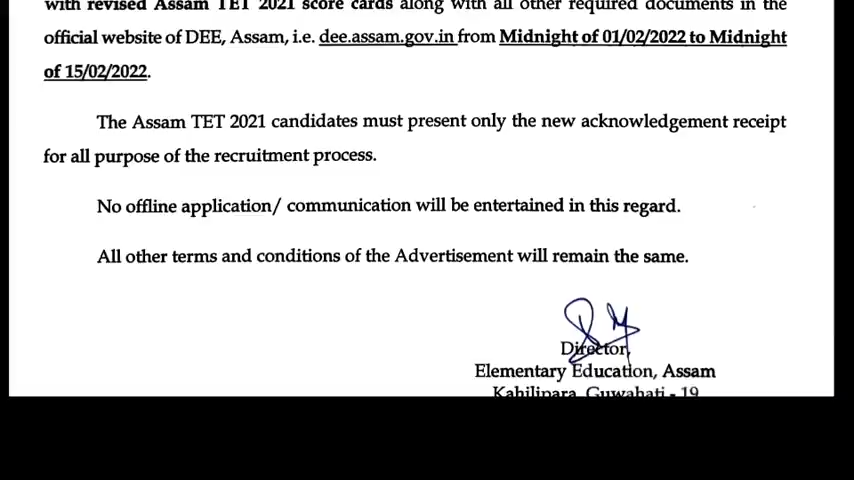 with revised Assam TET 2021 score cards along with all other required documents in the
official website of DEE, Assam, i.e. dee.assam.gov.in from Midnight of 01/02/2022 to Midnight
of 15/02/2022.
The Assam TET 2021 candidates must present only the new acknowledgement receipt
for all purpose of the recruitment process.
No offline application/ communication will be entertained in this regard.
All other terms and conditions of the Advertisement will remain the same.
Director,
Elementary Education, Assam
Kahilipara, Guwahati - 19